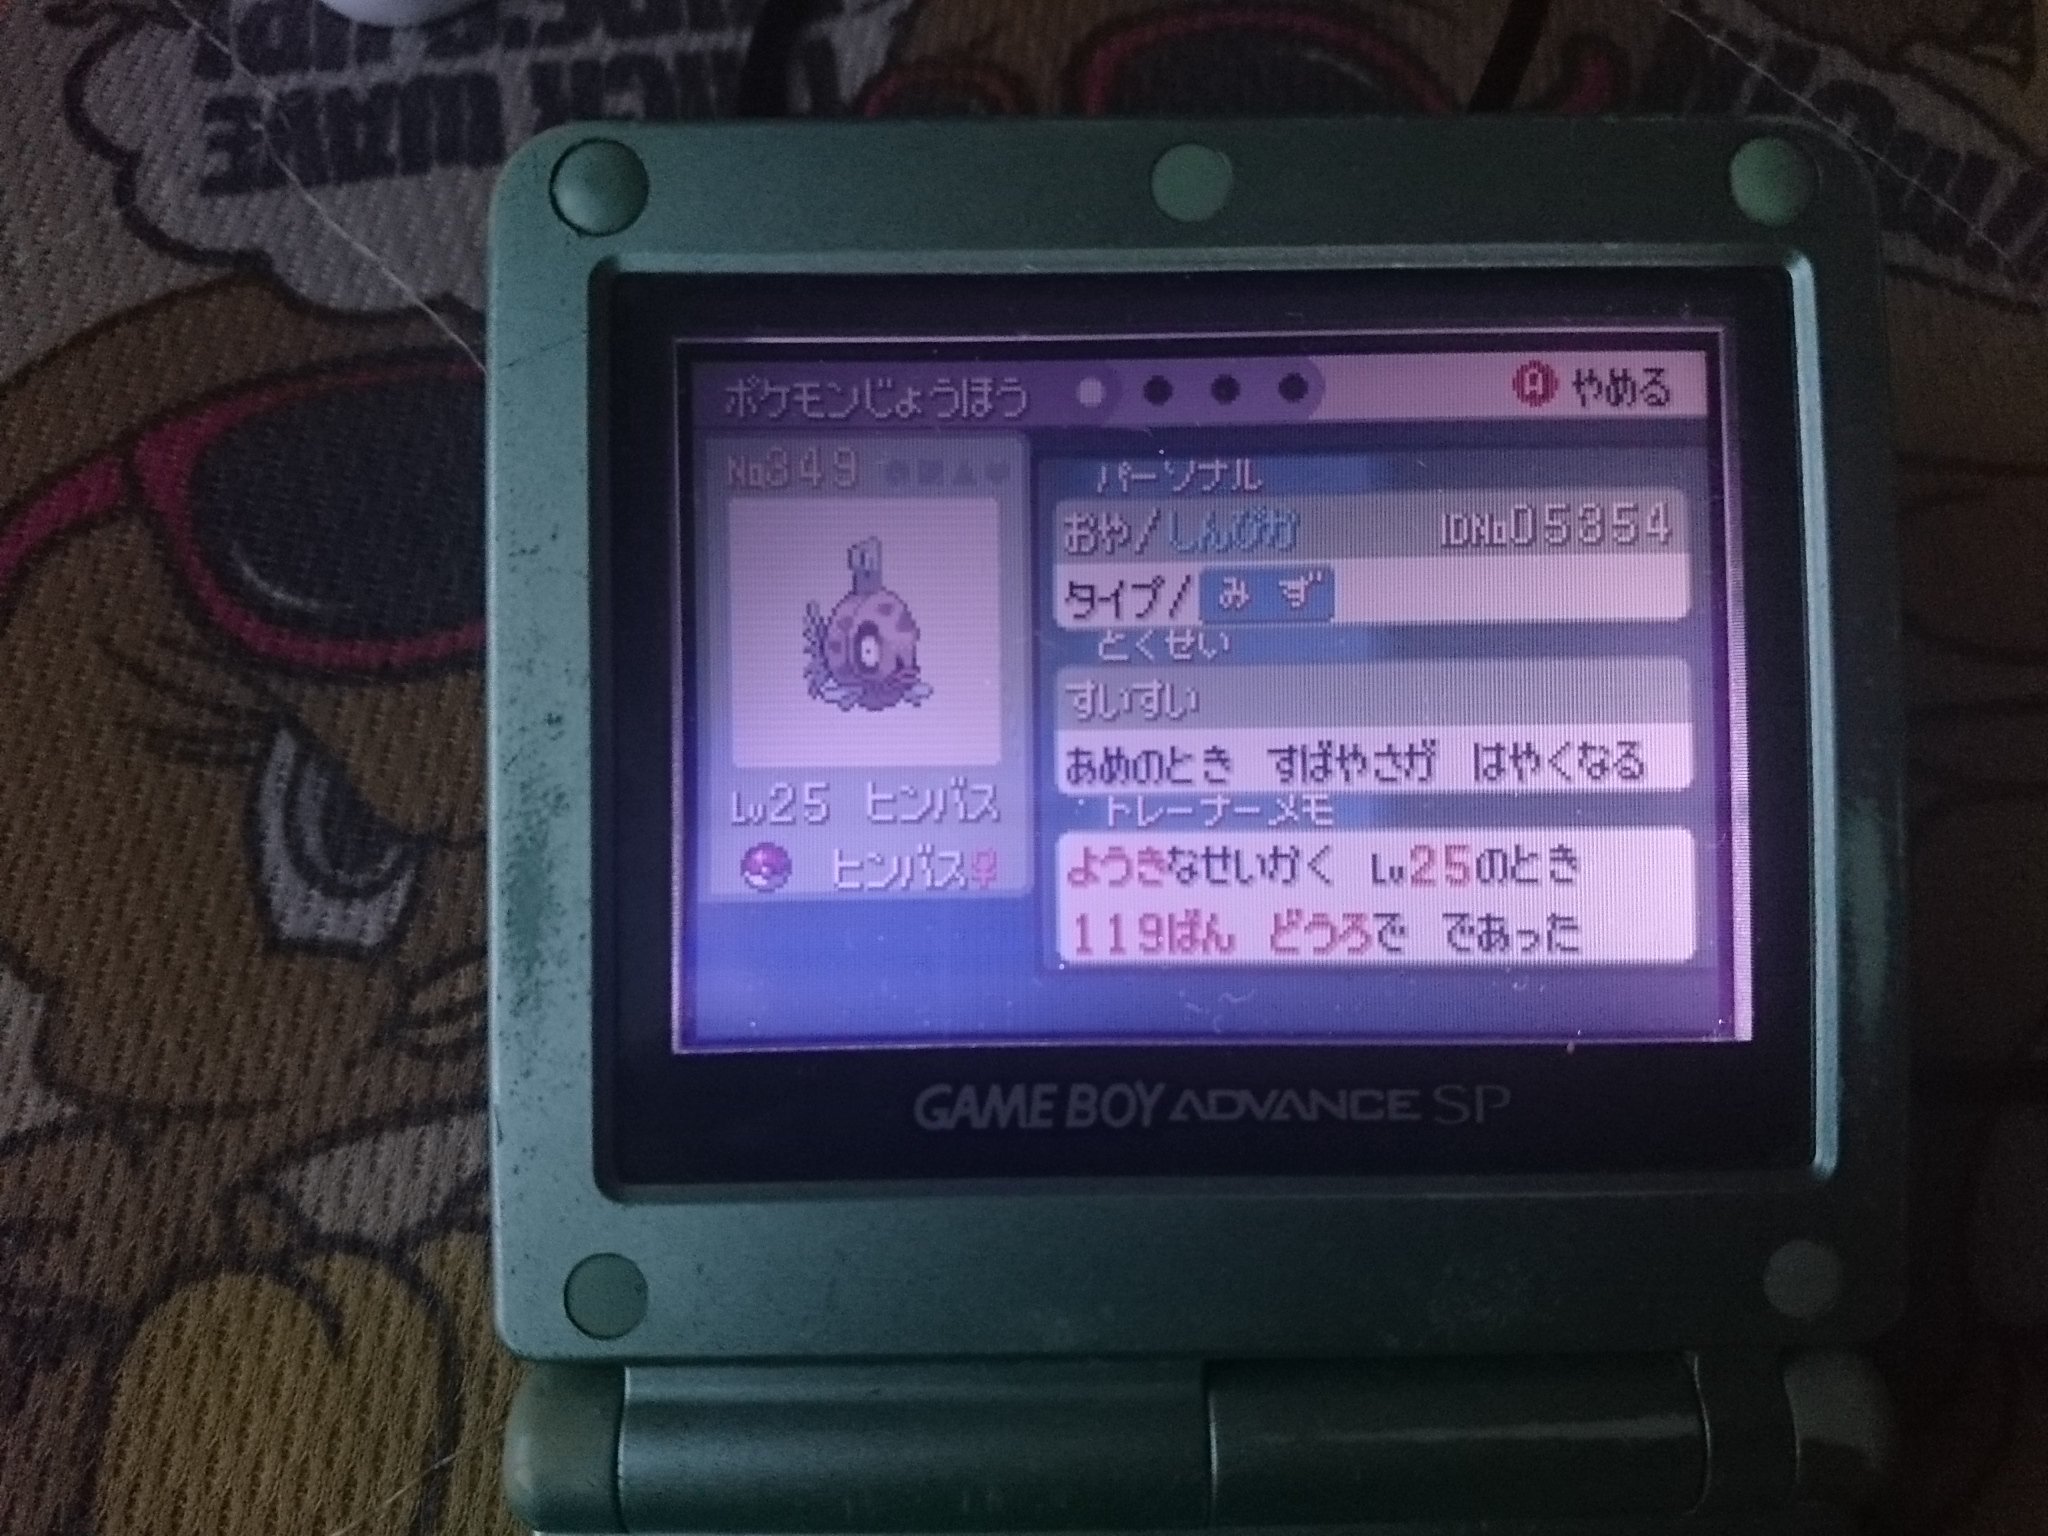 ポケモンじょうほう
Ⓐ やめる
No349
Lv25 ヒンバス
ヒンバス♀
パーソナル
おや/しんぴか IDNo05354
タイプ/みず
とくせい
すいすい
あめのとき すばやさが はやくなる
トレーナーメモ
ようきなせいかく Lv25のとき
119ばん どうろで であった
GAME BOY ADVANCE SP